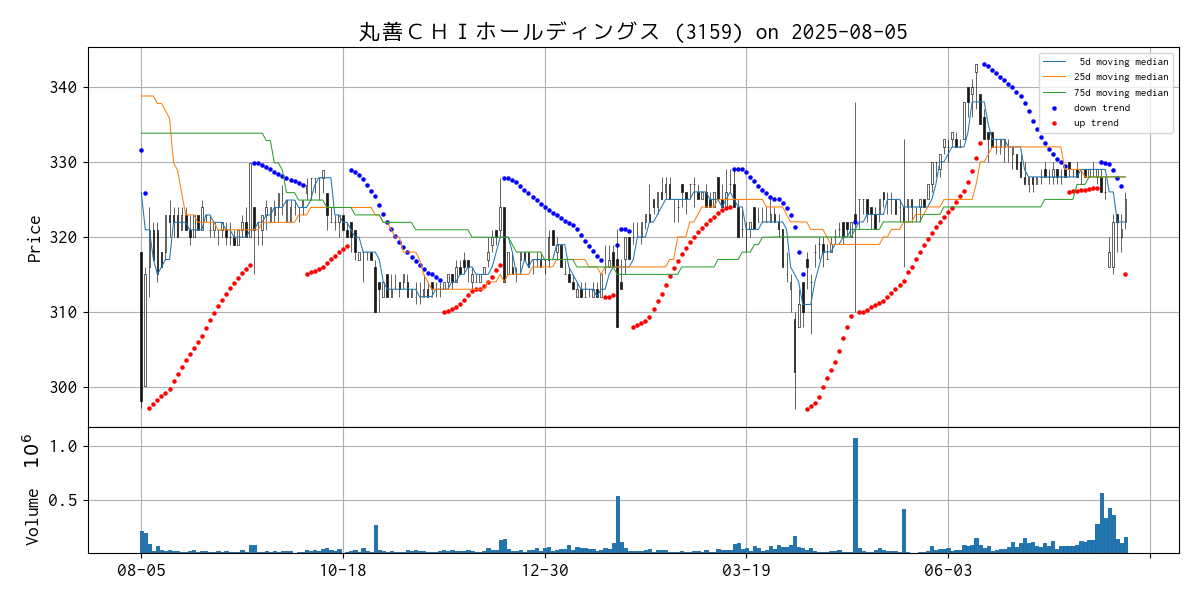 丸善ＣＨＩホールディングス (3159) on 2025-08-05
5d moving median
25d moving median
75d moving median
down trend
up trend
Price
340
330
320
310
300
Volume 10^6
1.0
0.5
08-05
10-18
12-30
03-19
06-03